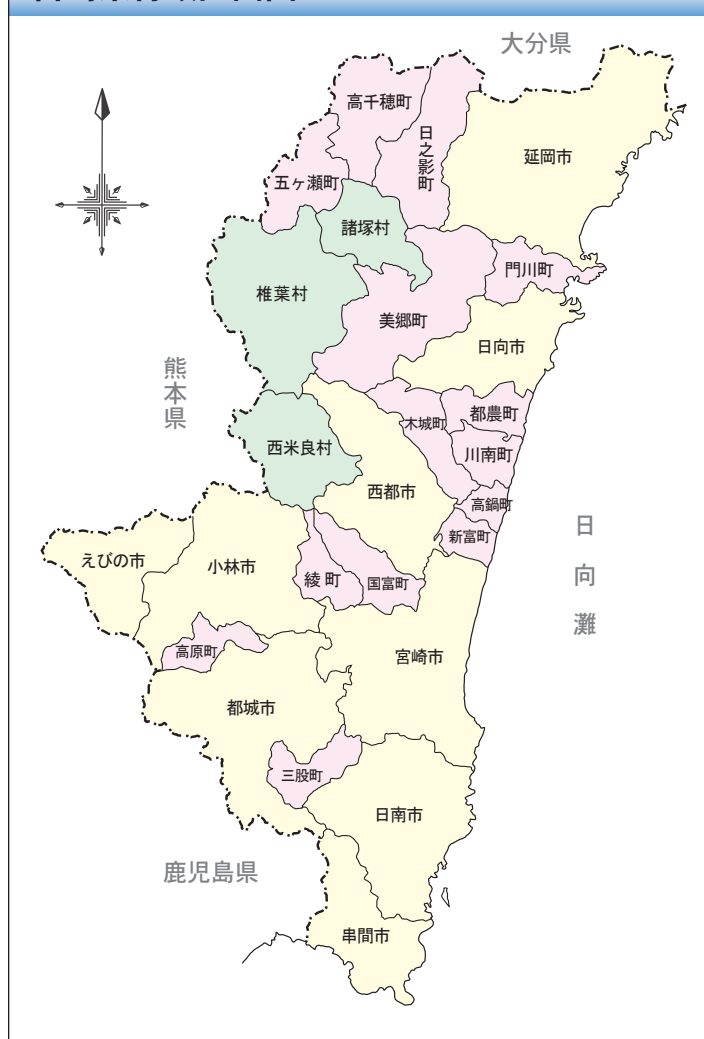 大分県
高千穂町
日之影町
延岡市
五ヶ瀬町
諸塚村
門川町
椎葉村
美郷町
日向市
熊本県
木城町
都農町
西米良村
川南町
西都市
高鍋町
新富町
日向灘
えびの市
小林市
綾町
国富町
高原町
宮崎市
都城市
三股町
日南市
鹿児島県
串間市